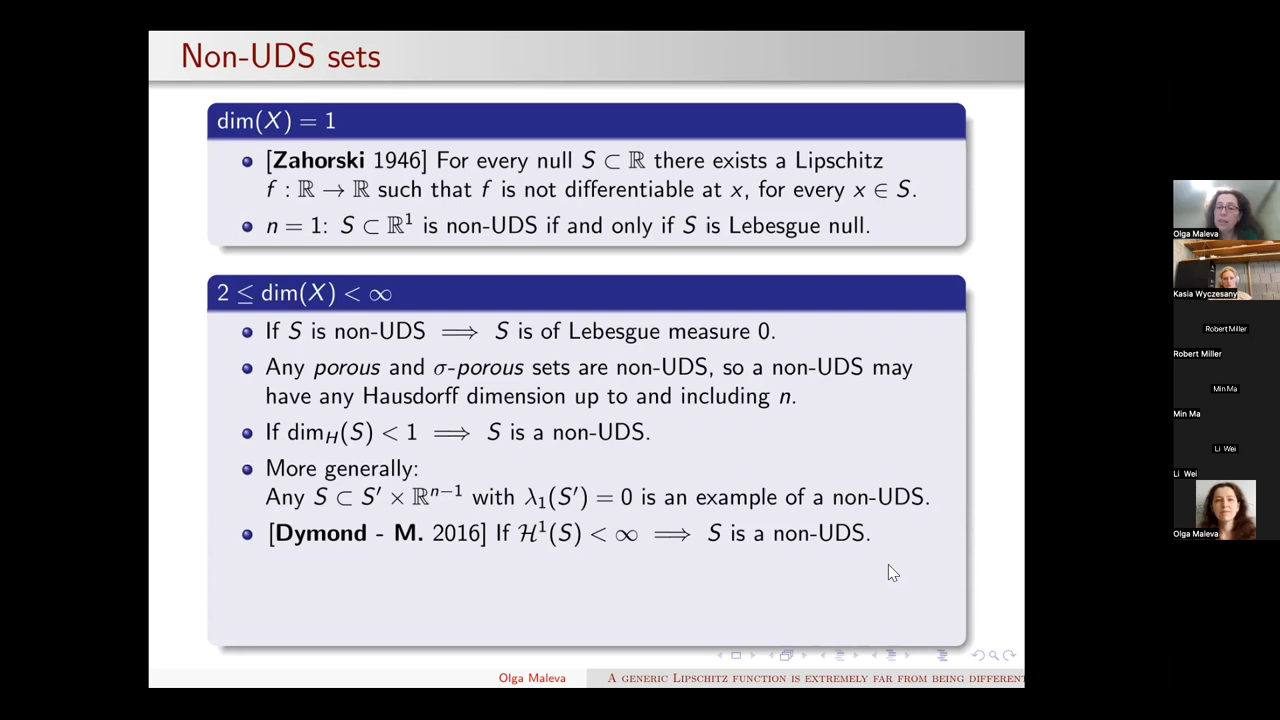 Non-UDS sets
dim(X) = 1
[Zahorski 1946] For every null S ⊂ ℝ there exists a Lipschitz
f : ℝ → ℝ such that f is not differentiable at x, for every x ∈ S.
n = 1: S ⊂ ℝ¹ is non-UDS if and only if S is Lebesgue null.
2 ≤ dim(X) < ∞
If S is non-UDS ⟹ S is of Lebesgue measure 0.
Any porous and σ-porous sets are non-UDS, so a non-UDS may
have any Hausdorff dimension up to and including n.
If dim_H(S) < 1 ⟹ S is a non-UDS.
More generally:
Any S ⊂ S′ × ℝⁿ⁻¹ with λ₁(S′) = 0 is an example of a non-UDS.
[Dymond - M. 2016] If ℋ¹(S) < ∞ ⟹ S is a non-UDS.
Olga Maleva
A generic Lipschitz function is extremely far from being differen
Olga Maleva
Kasia Wyczesany
Robert Miller
Robert Miller
Min Ma
Min Ma
Li Wei
Li Wei
Olga Maleva